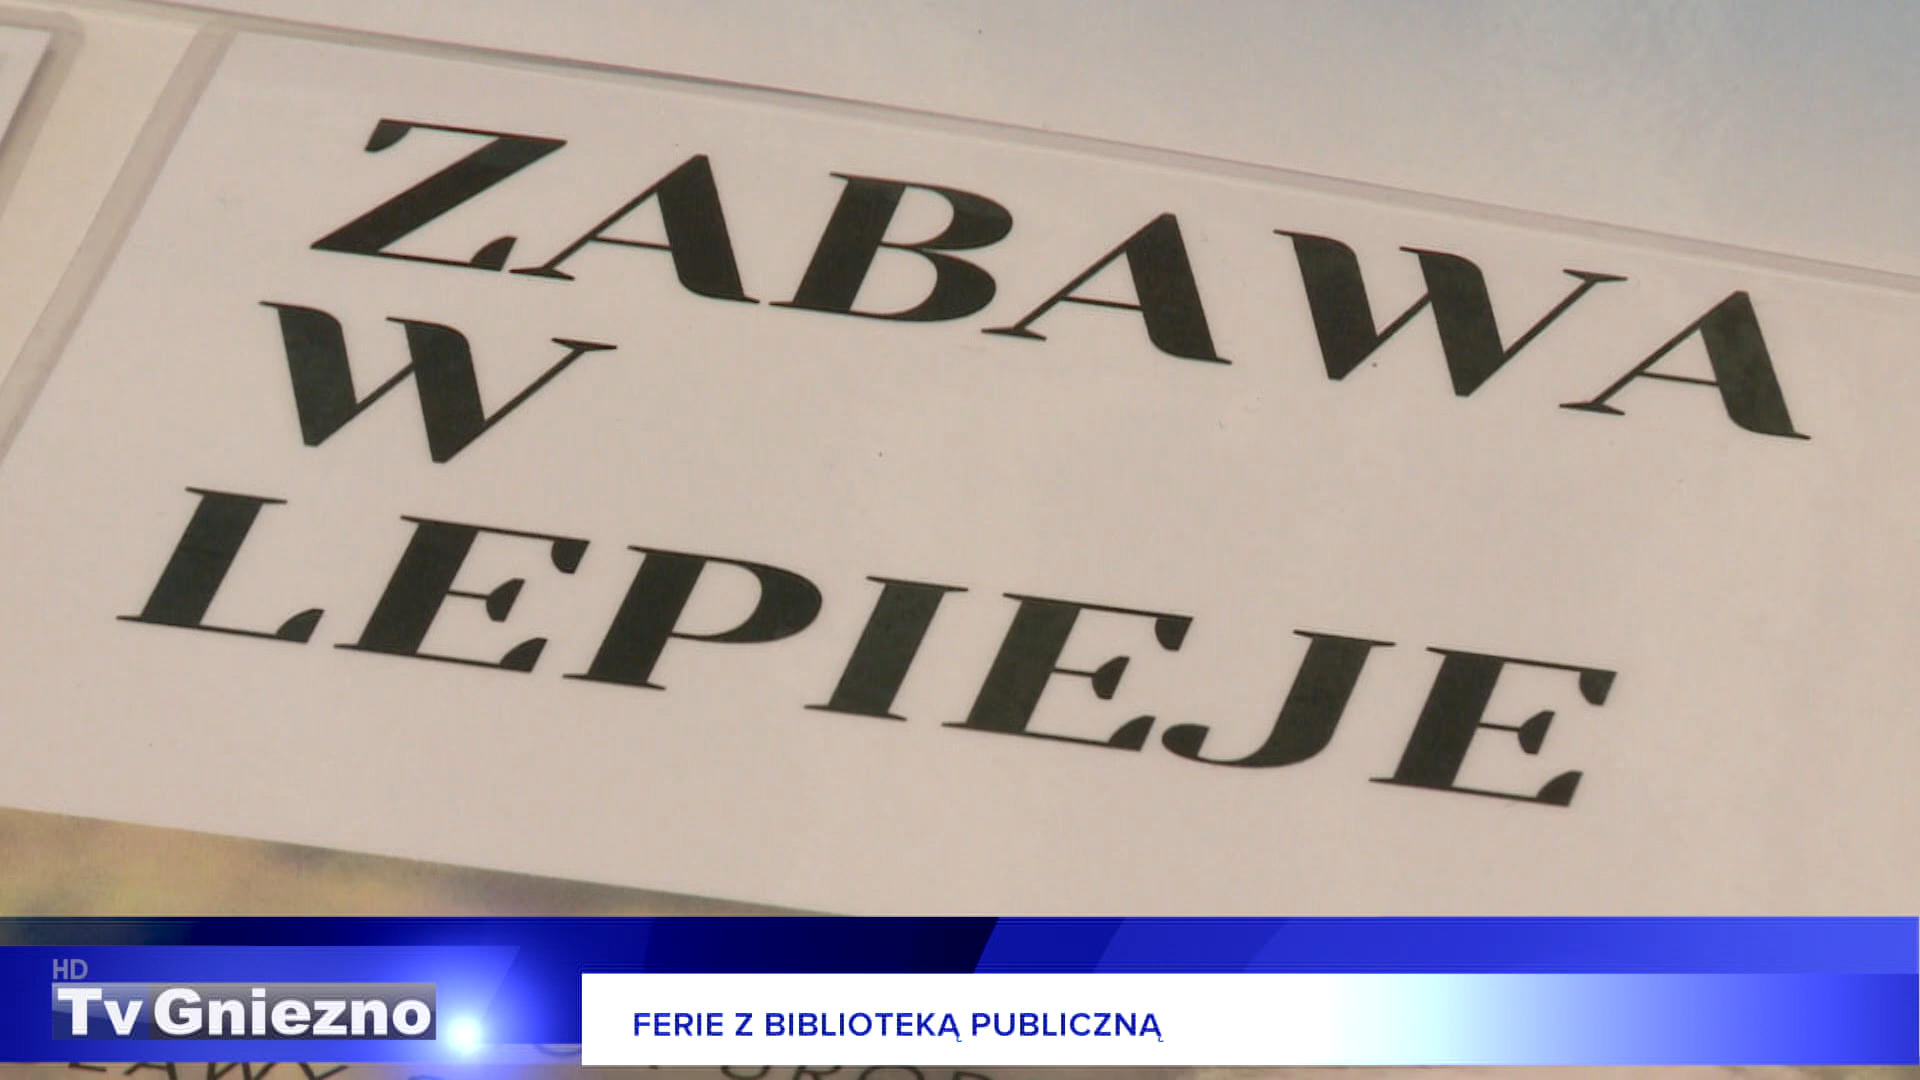 ZABAWA
W
LEPIEJE
HD
Tv Gniezno
FERIE Z BIBLIOTEKĄ PUBLICZNĄ